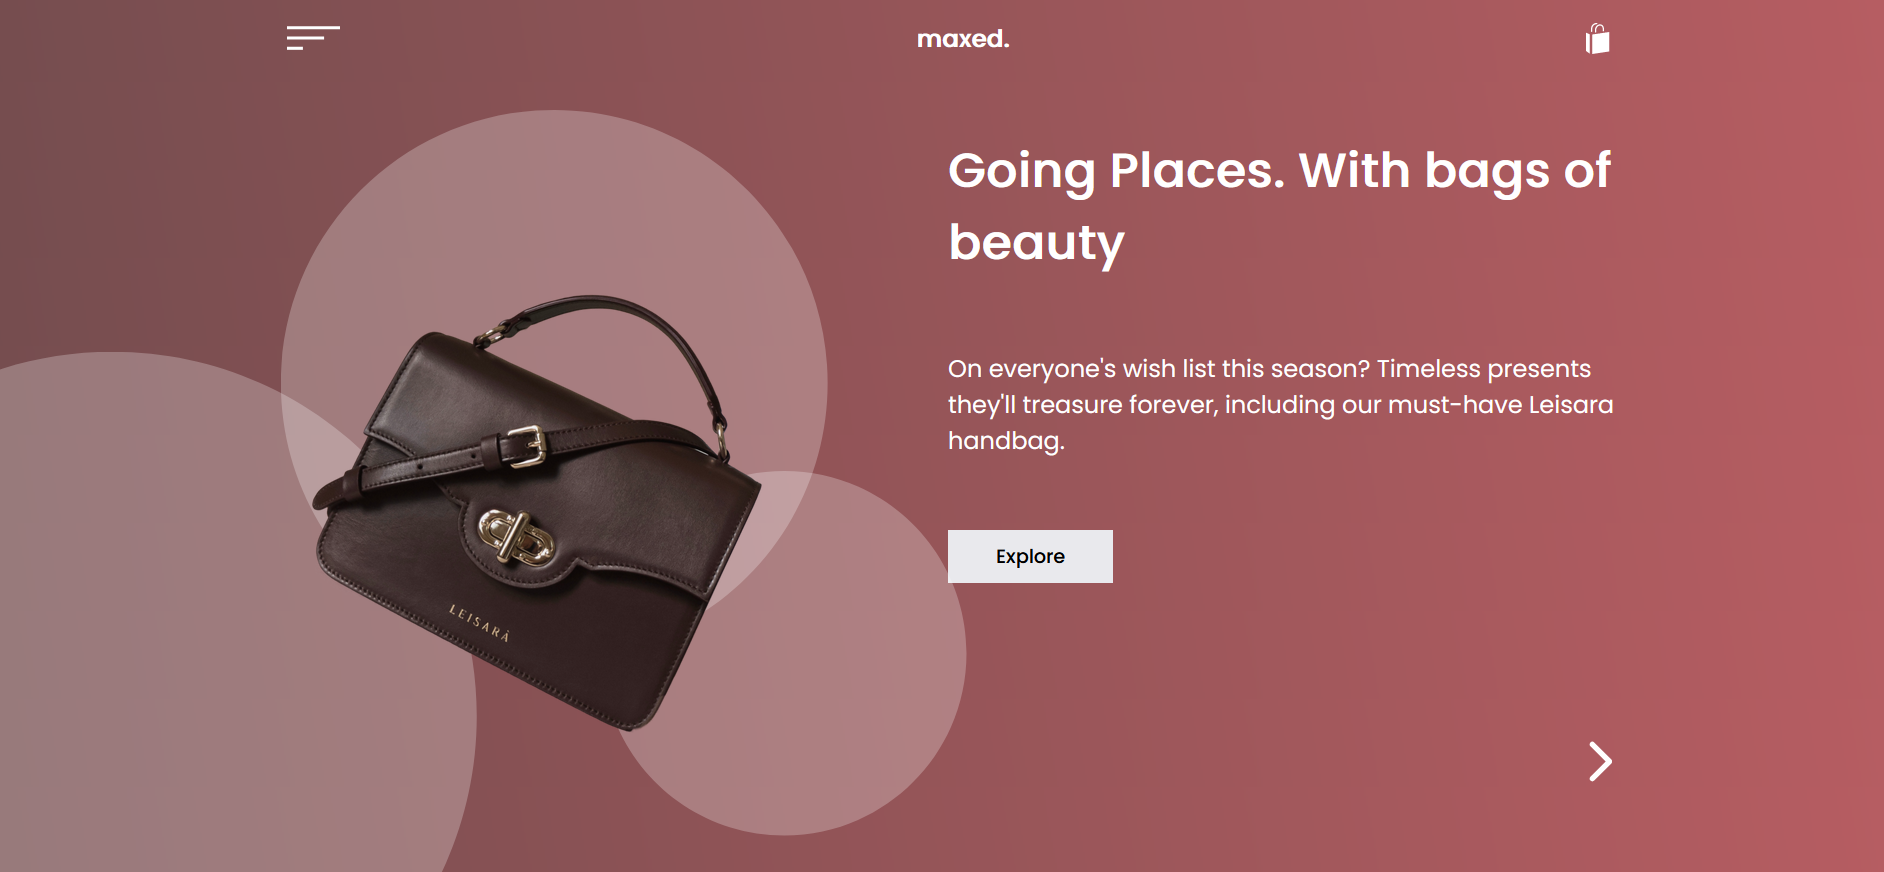 maxed.
Going Places. With bags of
beauty
On everyone's wish list this season? Timeless presents
they'll treasure forever, including our must-have Leisara
handbag.
Explore
LEISARÀ